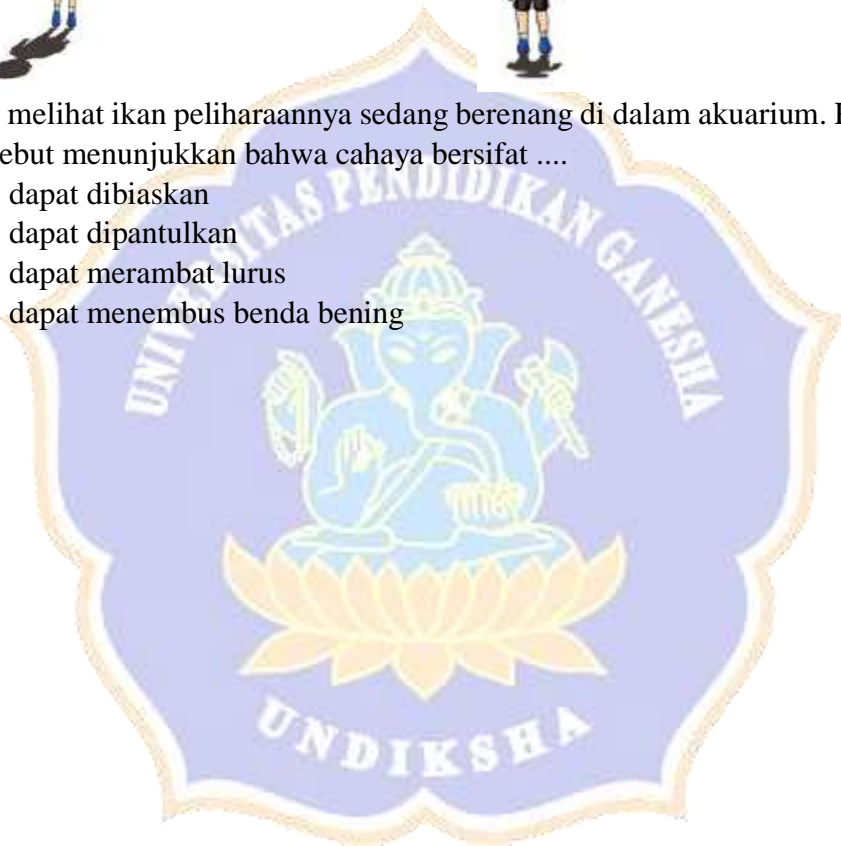 melihat ikan peliharaannya sedang berenang di dalam akuarium.
ebut menunjukkan bahwa cahaya bersifat ....
dapat dibiaskan
dapat dipantulkan
dapat merambat lurus
dapat menembus benda bening
UNIVERSITAS PENDIDIKAN GANESHA
UNDIKSHA